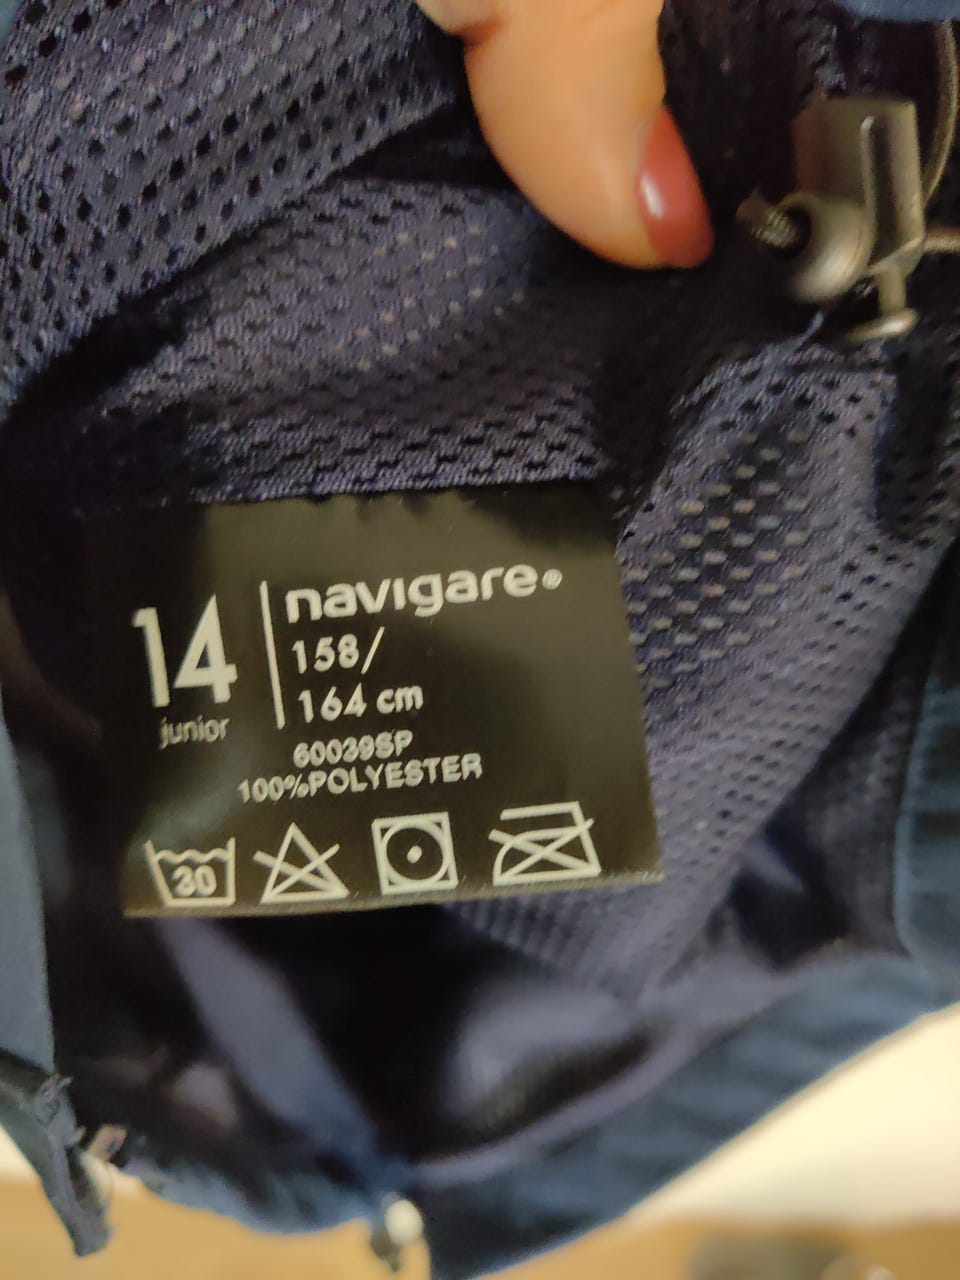 14
junior
navigare®
158/
164 cm
60039SP
100%POLYESTER
30